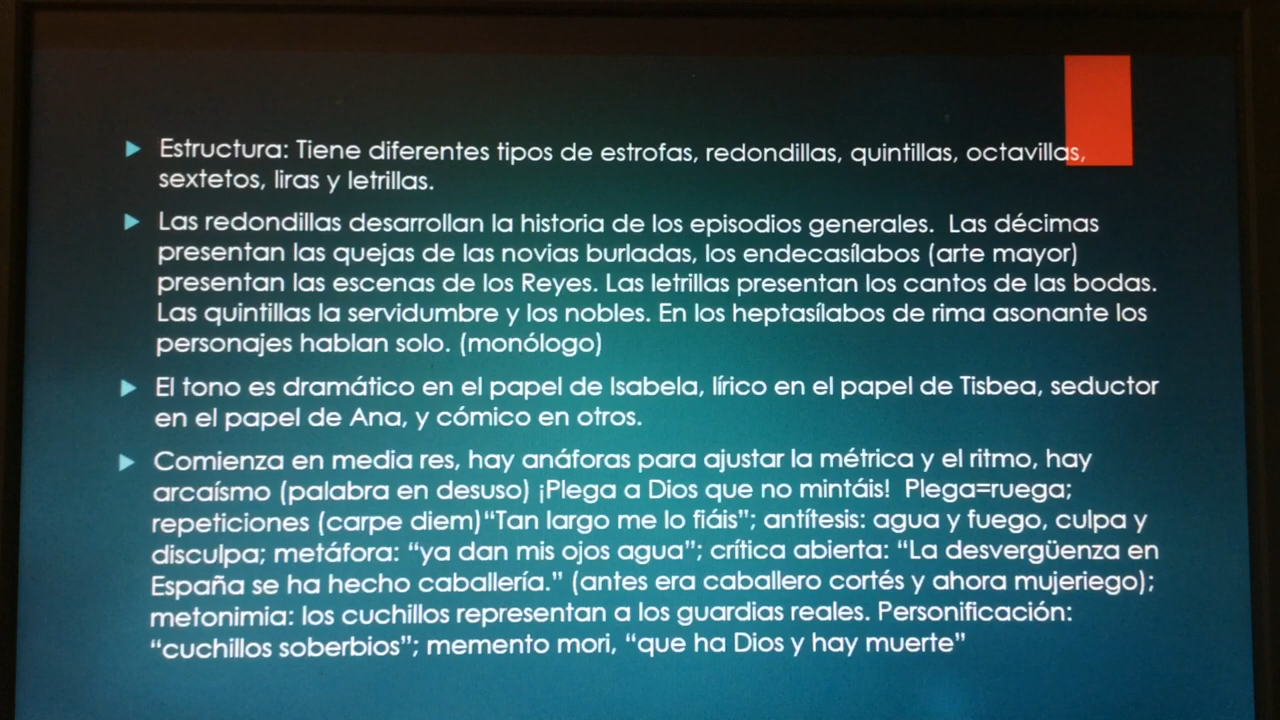 Estructura: Tiene diferentes tipos de estrofas, redondillas, quintillas, octavillas,
sextetos, liras y letrillas.
Las redondillas desarrollan la historia de los episodios generales.  Las décimas
presentan las quejas de las novias burladas, los endecasílabos (arte mayor)
presentan las escenas de los Reyes. Las letrillas presentan los cantos de las bodas.
Las quintillas la servidumbre y los nobles. En los heptasílabos de rima asonante los
personajes hablan solo. (monólogo)
El tono es dramático en el papel de Isabela, lírico en el papel de Tisbea, seductor
en el papel de Ana, y cómico en otros.
Comienza en media res, hay anáforas para ajustar la métrica y el ritmo, hay
arcaísmo (palabra en desuso) ¡Plega a Dios que no mintáis!  Plega=ruega;
repeticiones (carpe diem)“Tan largo me lo fiáis”; antítesis: agua y fuego, culpa y
disculpa; metáfora: “ya dan mis ojos agua”; crítica abierta: “La desvergüenza en
España se ha hecho caballería.” (antes era caballero cortés y ahora mujeriego);
metonimia: los cuchillos representan a los guardias reales. Personificación:
“cuchillos soberbios”; memento mori, “que ha Dios y hay muerte”